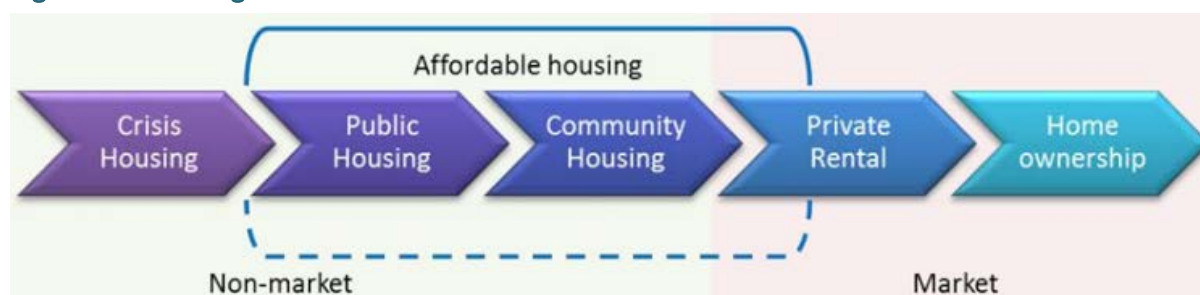 Affordable housing
Crisis
Housing
Public
Housing
Community
Housing
Private
Rental
Home
ownership
Non-market
Market